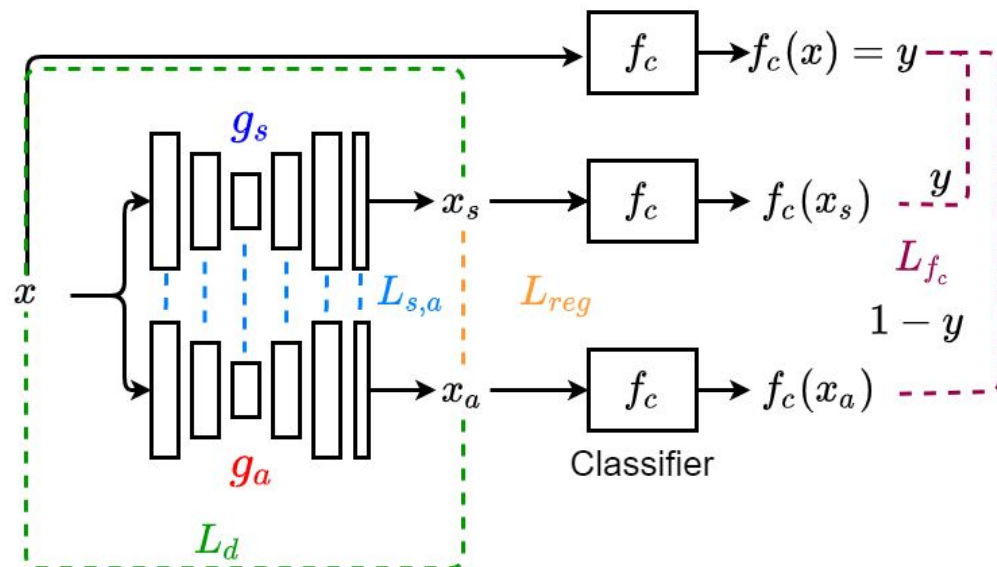 f_c
f_c(x) = y
g_s
x_s
f_c
f_c(x_s)
y
x
L_{s,a}
L_{reg}
L_{f_c}
1 − y
x_a
f_c
f_c(x_a)
g_a
Classifier
L_d